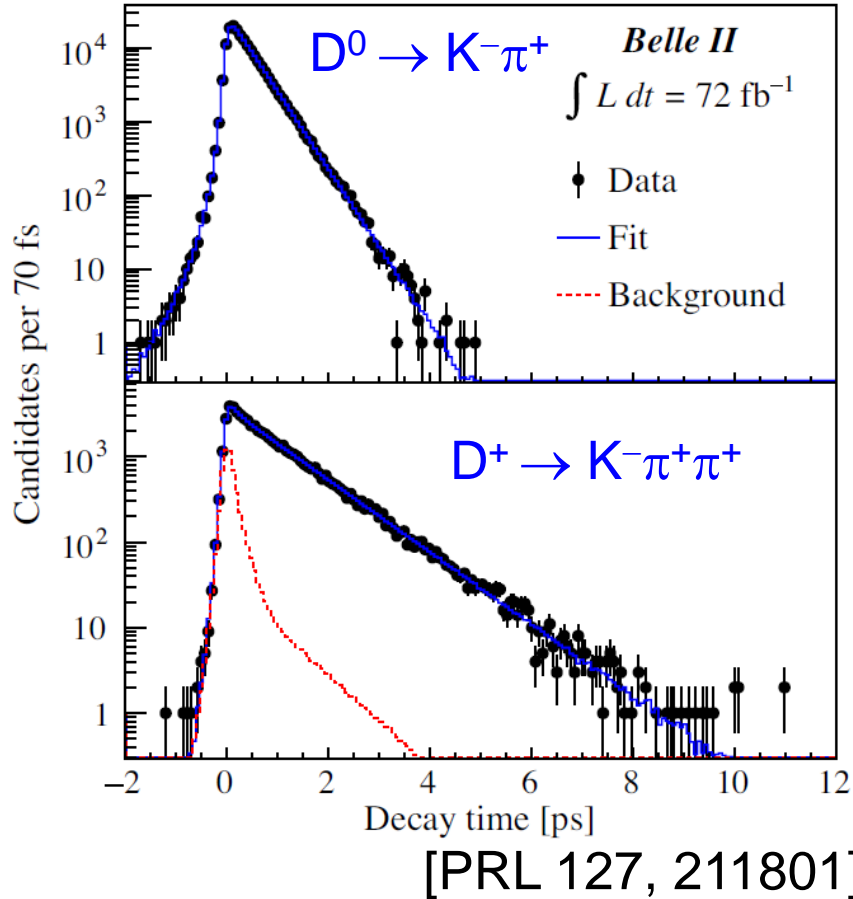 Candidates per 70 fs
10⁴
10³
10²
10
1
D⁰ → K⁻π⁺
Belle II
∫ L dt = 72 fb⁻¹
Data
Fit
Background
10³
10²
10
1
D⁺ → K⁻π⁺π⁺
−2 0 2 4 6 8 10 12
Decay time [ps]
[PRL 127, 211801]